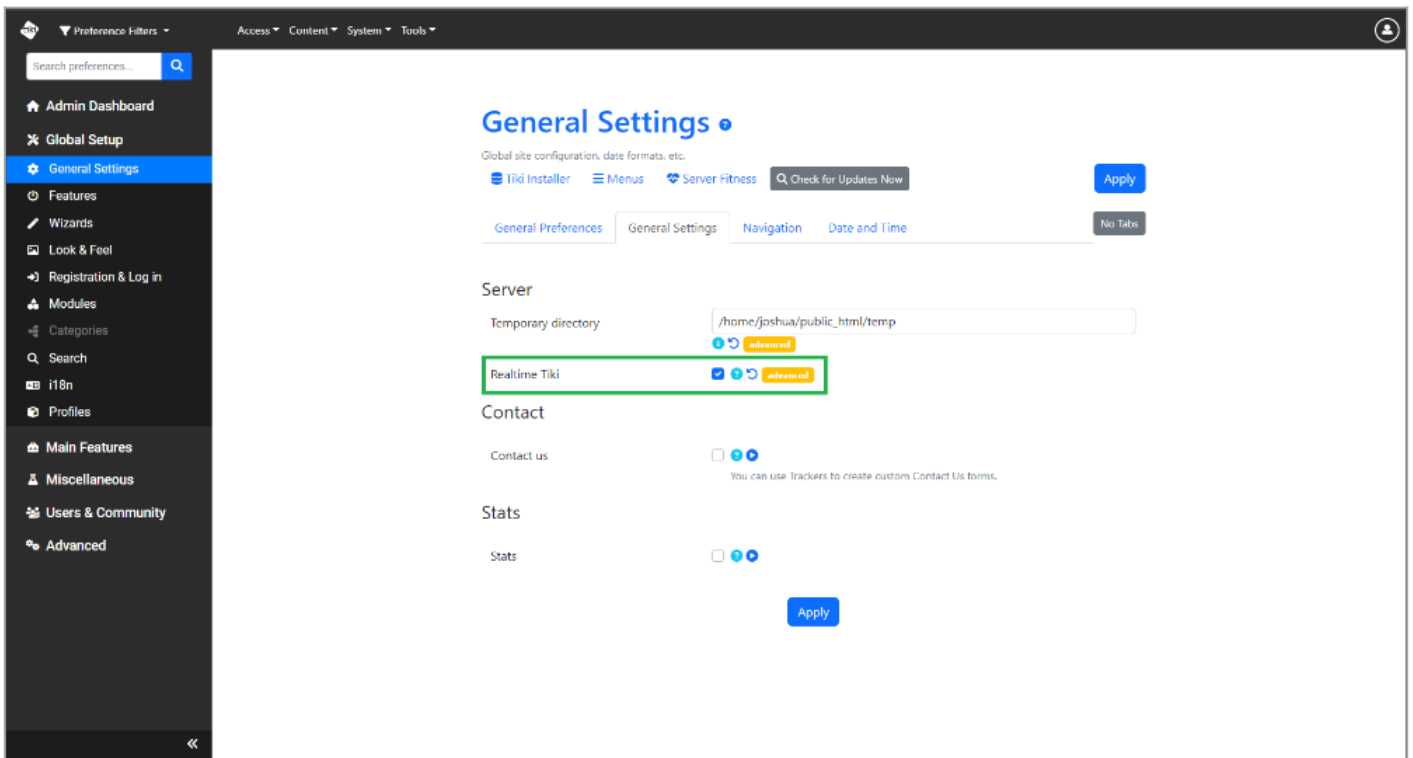 tiki Preference Filters Access Content System Tools
Search preferences...
Admin Dashboard
Global Setup
General Settings
Features
Wizards
Look & Feel
Registration & Log in
Modules
Categories
Search
i18n
Profiles
Main Features
Miscellaneous
Users & Community
Advanced
General Settings
Global site configuration, date formats, etc.
Tiki Installer Menus Server Fitness Check for Updates Now Apply
General Preferences General Settings Navigation Date and Time No Tabs
Server
Temporary directory /home/joshua/public_html/temp
advanced
Realtime Tiki advanced
Contact
Contact us
You can use Trackers to create custom Contact Us forms.
Stats
Stats
Apply